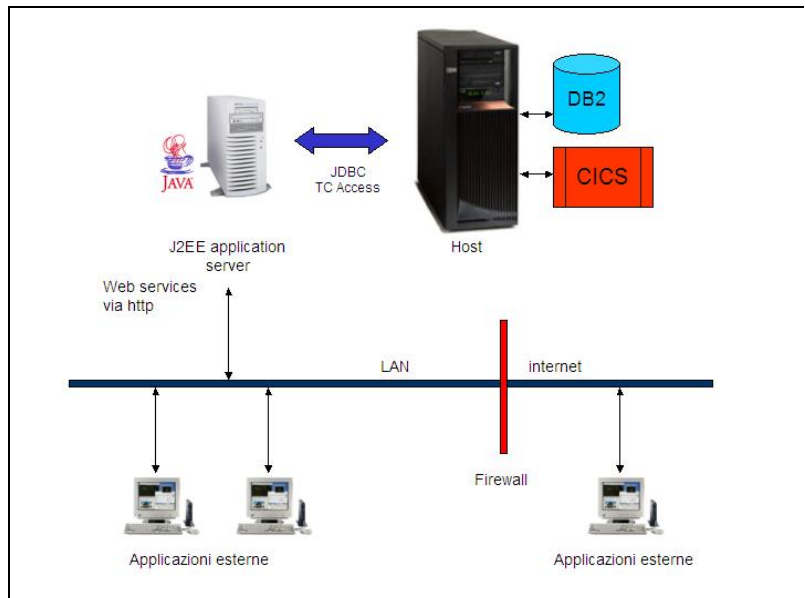 DB2
JAVA
JDBC
TC Access
CICS
J2EE application
server
Host
Web services
via http
LAN
internet
Firewall
Applicazioni esterne
Applicazioni esterne